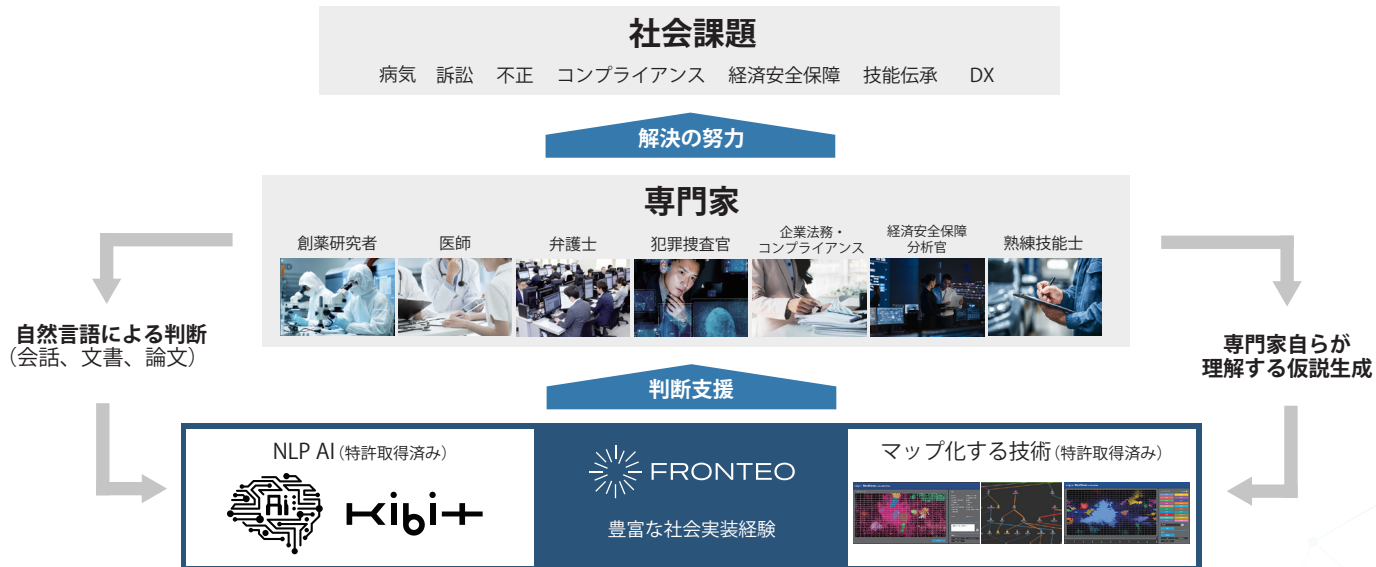 社会課題
病気 訴訟 不正 コンプライアンス 経済安全保障 技能伝承 DX
解決の努力
専門家
創薬研究者
医師
弁護士
犯罪捜査官
企業法務・
コンプライアンス
経済安全保障
分析官
熟練技能士
自然言語による判断
(会話、文書、論文)
専門家自らが
理解する仮説生成
判断支援
NLP AI (特許取得済み)
Ai
kibit
FRONTEO
豊富な社会実装経験
マップ化する技術 (特許取得済み)